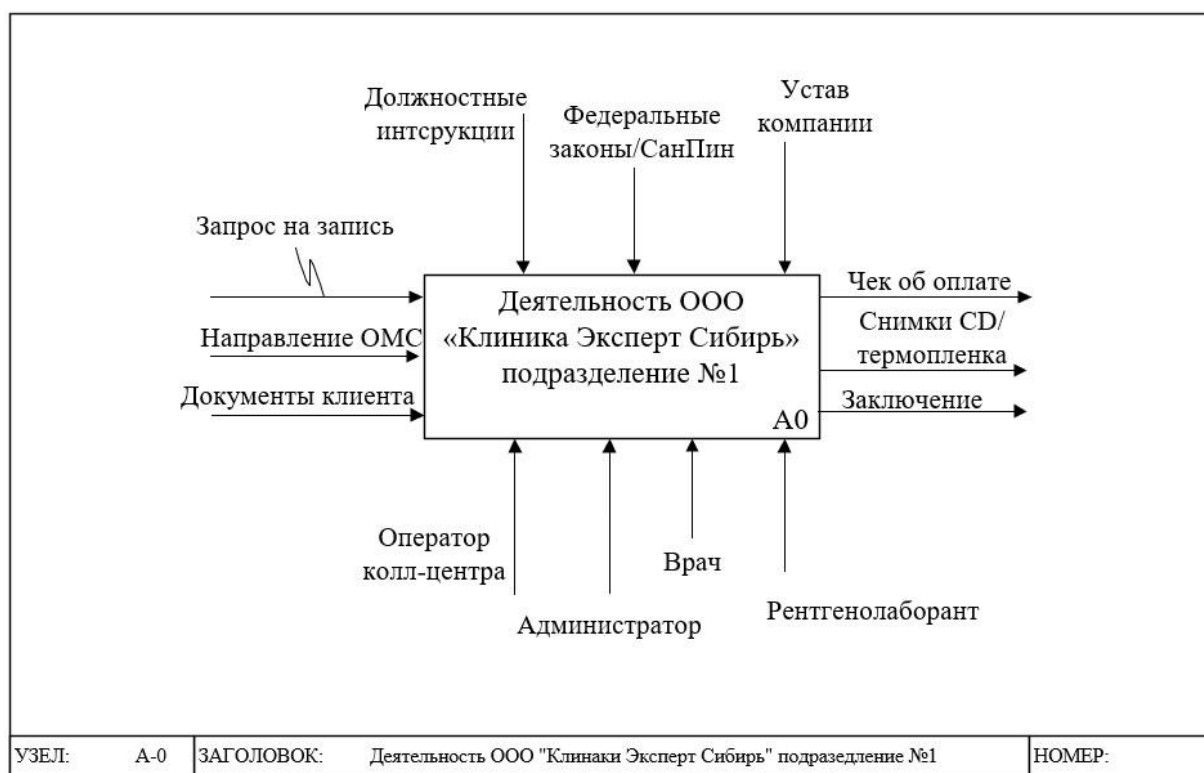 Должностные
интсрукции
Федеральные
законы/СанПин
Устав
компании
Запрос на запись
Направление ОМС
Документы клиента
Деятельность ООО
«Клиника Эксперт Сибирь»
подразделение №1
А0
Чек об оплате
Снимки CD/
термопленка
Заключение
Оператор
колл-центра
Администратор
Врач
Рентгенолаборант
УЗЕЛ: А-0 ЗАГОЛОВОК: Деятельность ООО "Клинаки Эксперт Сибирь" подразедление №1 НОМЕР: